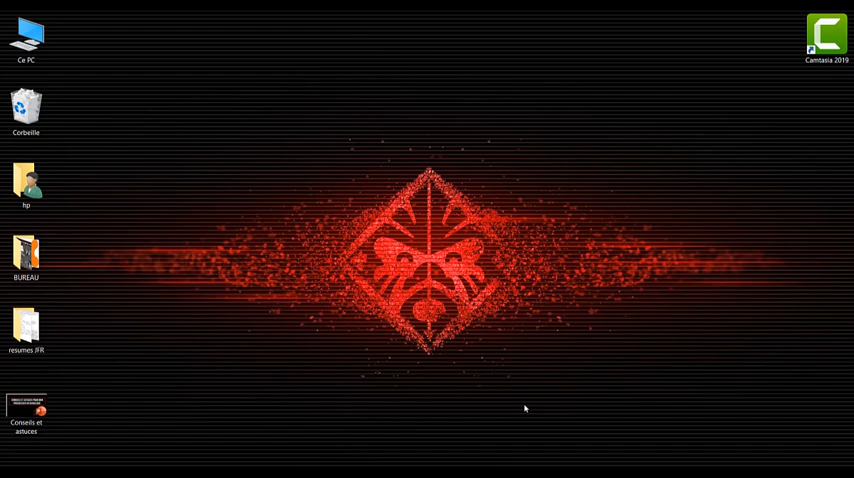 Ce PC
Camtasia 2019
Corbeille
hp
BUREAU
resumes JFR
Conseils et
astuces